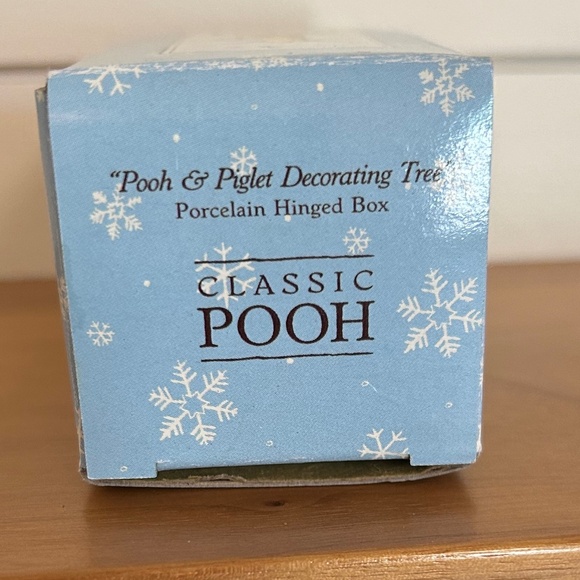 "Pooh & Piglet Decorating Tree"
Porcelain Hinged Box
CLASSIC
POOH